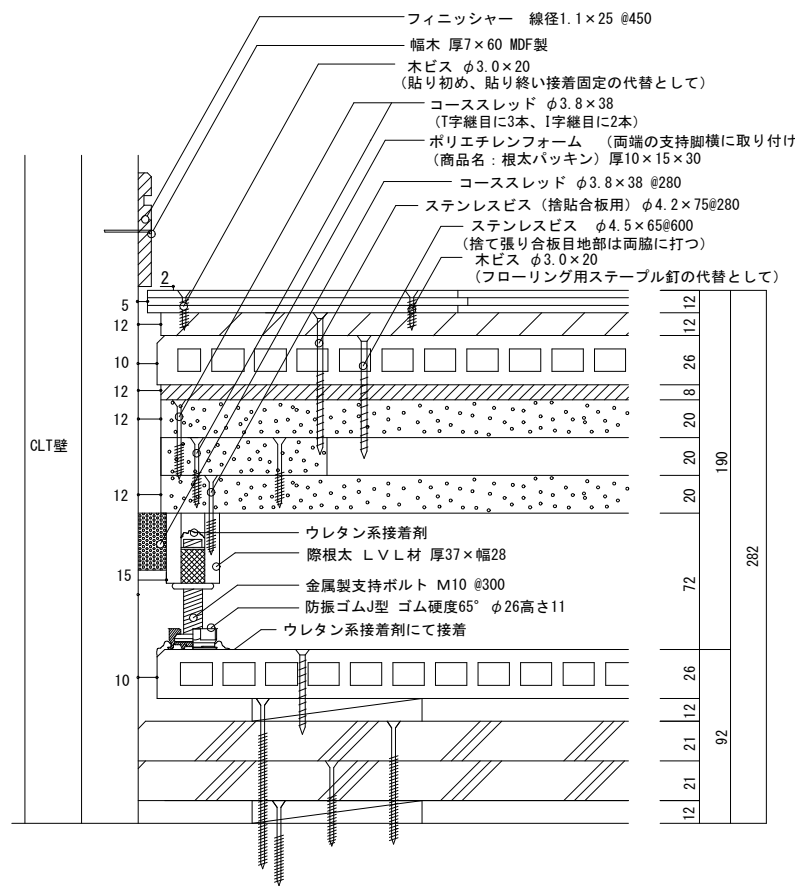 フィニッシャー 線径1.1×25 @450
幅木 厚7×60 MDF製
木ビス φ3.0×20
(貼り初め、貼り終い接着固定の代替として)
コーススレッド φ3.8×38
(T字継目に3本、I字継目に2本)
ポリエチレンフォーム (両端の支持脚横に取り付け
(商品名:根太パッキン) 厚10×15×30
コーススレッド φ3.8×38 @280
ステンレスビス (捨貼合板用) φ4.2×75@280
ステンレスビス φ4.5×65@600
(捨て張り合板目地部は両脇に打つ)
木ビス φ3.0×20
(フローリング用ステープル釘の代替として)
2
5
12
10
12
12
12
15
10
CLT壁
ウレタン系接着剤
際根太 LVL材 厚37×幅28
金属製支持ボルト M10 @300
防振ゴムJ型 ゴム硬度65° φ26高さ11
ウレタン系接着剤にて接着
12
12
26
8
20
20
20
72
26
12
21
21
12
190
92
282